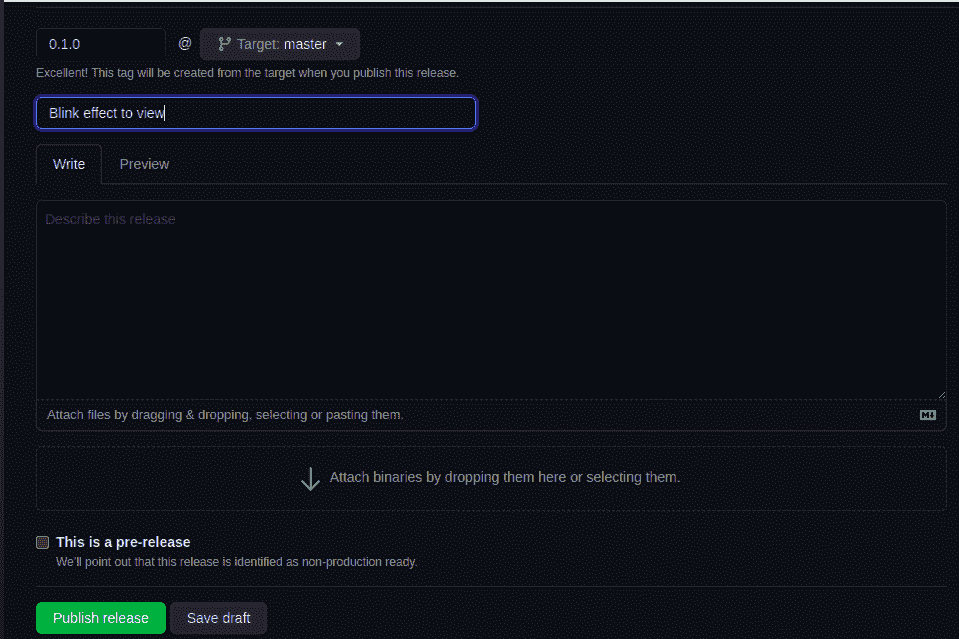 0.1.0 @ Target: master
Excellent! This tag will be created from the target when you publish this release.
Blink effect to view
Write Preview
Describe this release
Attach files by dragging & dropping, selecting or pasting them.
Attach binaries by dropping them here or selecting them.
This is a pre-release
We'll point out that this release is identified as non-production ready.
Publish release Save draft